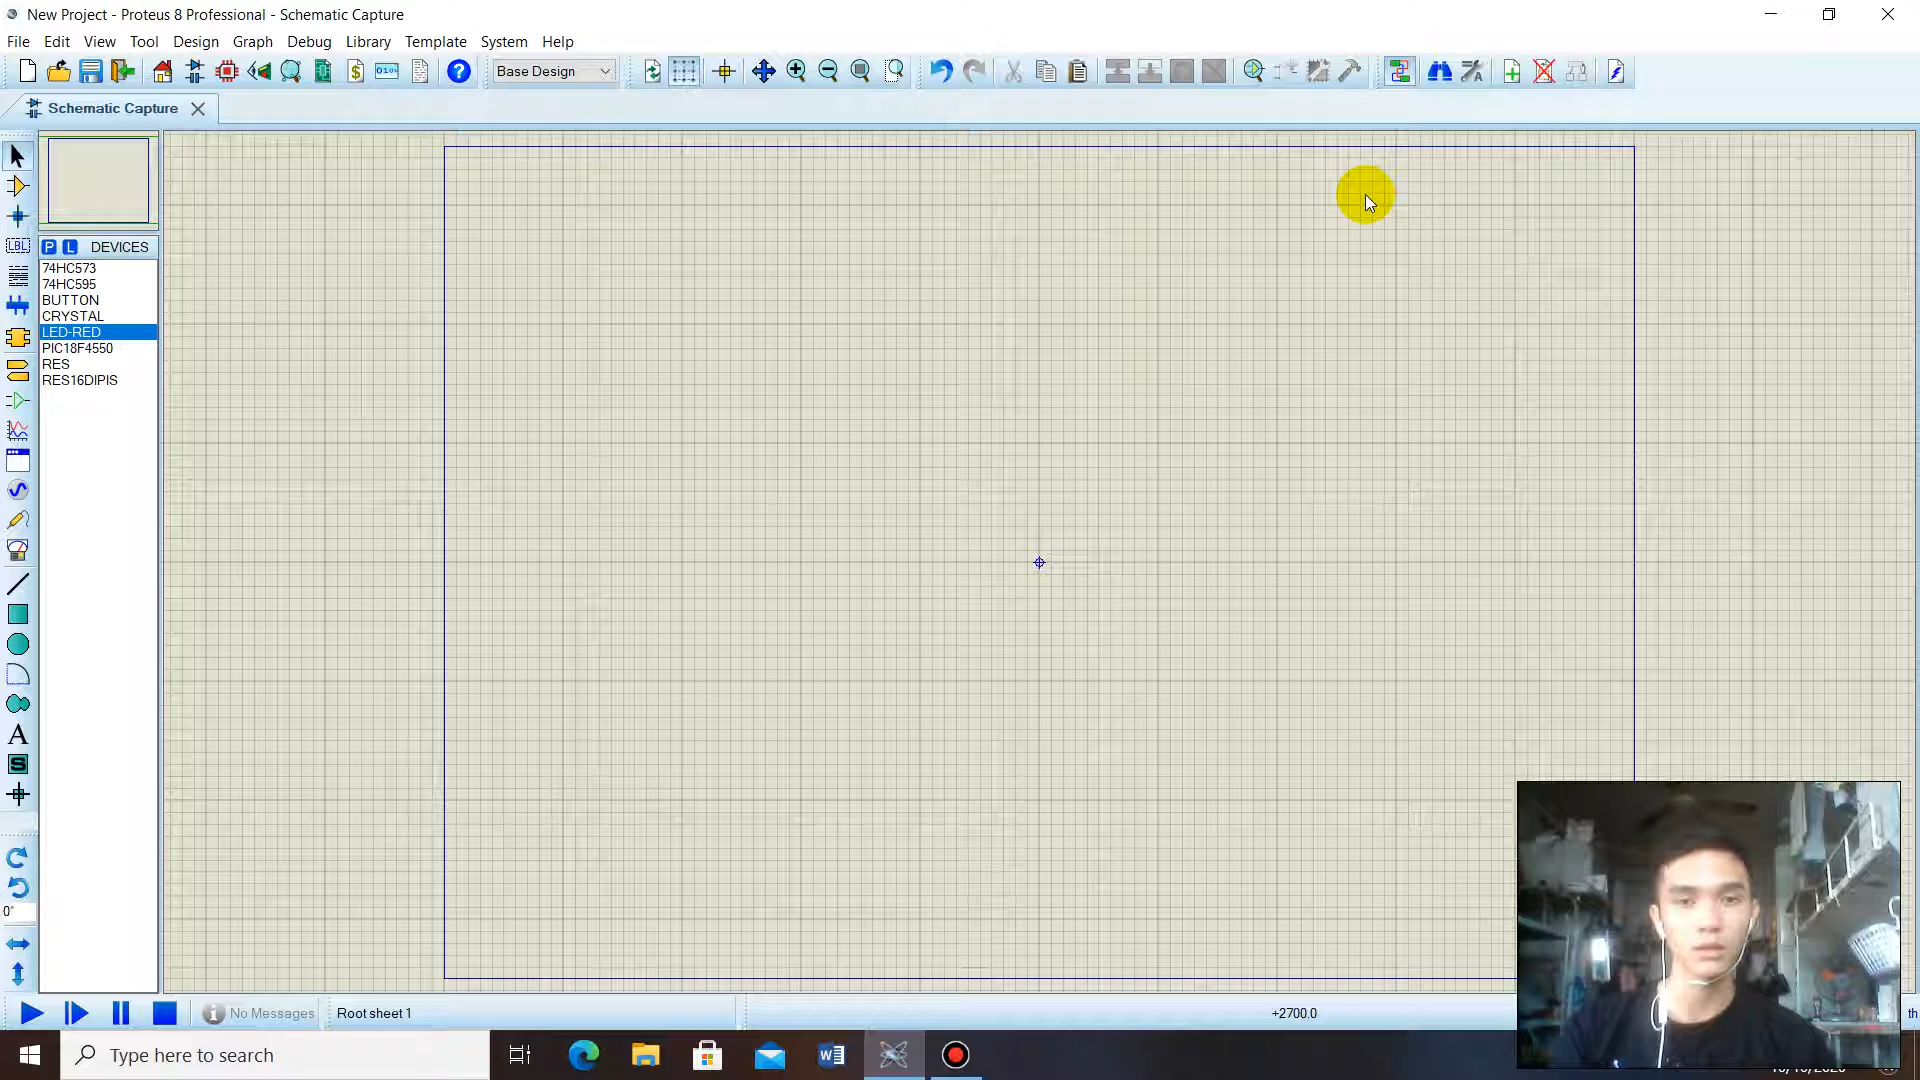 New Project - Proteus 8 Professional - Schematic Capture
File Edit View Tool Design Graph Debug Library Template System Help
Base Design
Schematic Capture
P L DEVICES
74HC573
74HC595
BUTTON
CRYSTAL
LED-RED
PIC18F4550
RES
RES16DIPIS
LBL
A
S
0°
No Messages
Root sheet 1
+2700.0
th
Type here to search